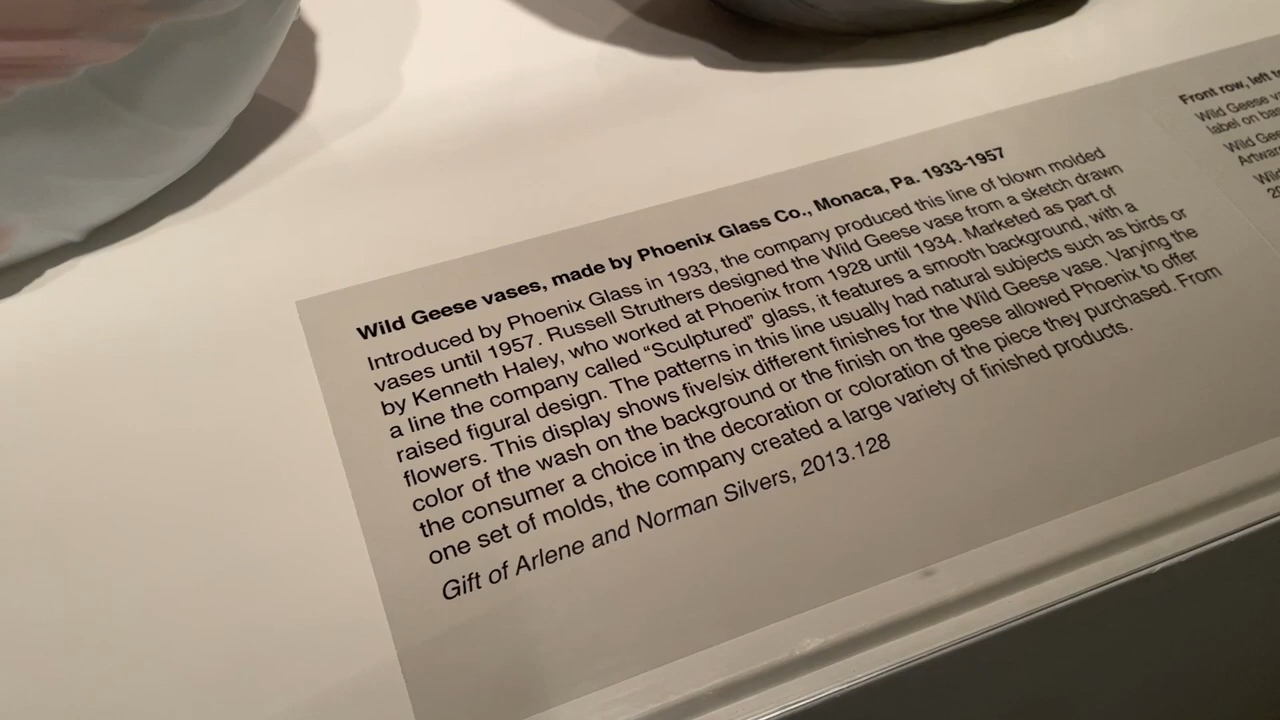 Wild Geese vases, made by Phoenix Glass Co., Monaca, Pa. 1933-1957
Introduced by Phoenix Glass in 1933, the company produced this line of blown molded
vases until 1957. Russell Struthers designed the Wild Geese vase from a sketch drawn
by Kenneth Haley, who worked at Phoenix from 1928 until 1934. Marketed as part of
a line the company called “Sculptured” glass, it features a smooth background, with a
raised figural design. The patterns in this line usually had natural subjects such as birds or
flowers. This display shows five/six different finishes for the Wild Geese vase. Varying the
color of the wash on the background or the finish on the geese allowed Phoenix to offer
the consumer a choice in the decoration or coloration of the piece they purchased. From
one set of molds, the company created a large variety of finished products.
Gift of Arlene and Norman Silvers, 2013.128
Front row, left
Wild Geese
label on
Wild